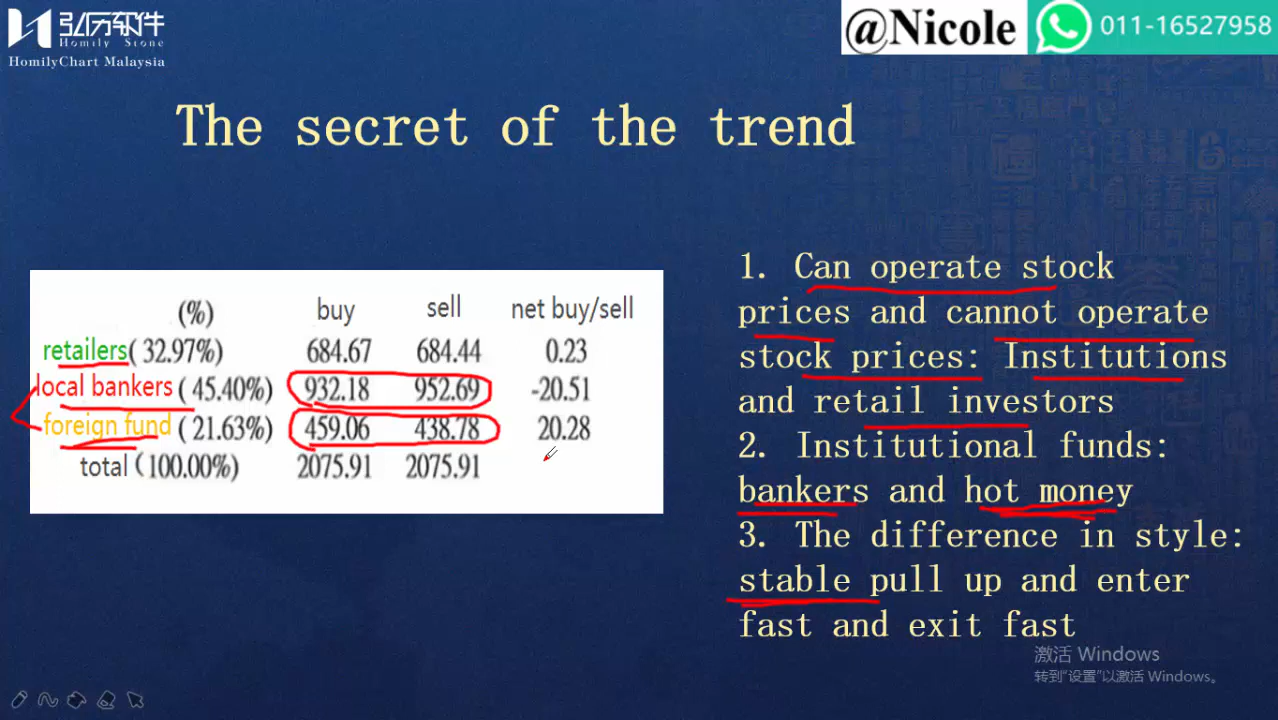 弘历软件
Homily Stone
HomilyChart Malaysia
@Nicole
011-16527958
The secret of the trend
(%) buy sell net buy/sell
retailers( 32.97%) 684.67 684.44 0.23
local bankers ( 45.40%) 932.18 952.69 -20.51
foreign fund ( 21.63%) 459.06 438.78 20.28
total (100.00%) 2075.91 2075.91
1. Can operate stock
prices and cannot operate
stock prices: Institutions
and retail investors
2. Institutional funds:
bankers and hot money
3. The difference in style:
stable pull up and enter
fast and exit fast
激活 Windows
转到“设置”以激活 Windows。